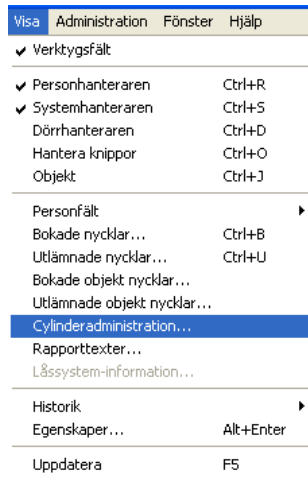 Visa Administration Fönster Hjälp
Verktygsfält
Personhanteraren Ctrl+R
Systemhanteraren Ctrl+S
Dörrhanteraren Ctrl+D
Hantera knippor Ctrl+O
Objekt Ctrl+J
Personfält
Bokade nycklar... Ctrl+B
Utlämnade nycklar... Ctrl+U
Bokade objekt nycklar...
Utlämnade objekt nycklar...
Cylinderadministration...
Rapporttexter...
Låssystem-information...
Historik
Egenskaper... Alt+Enter
Uppdatera F5